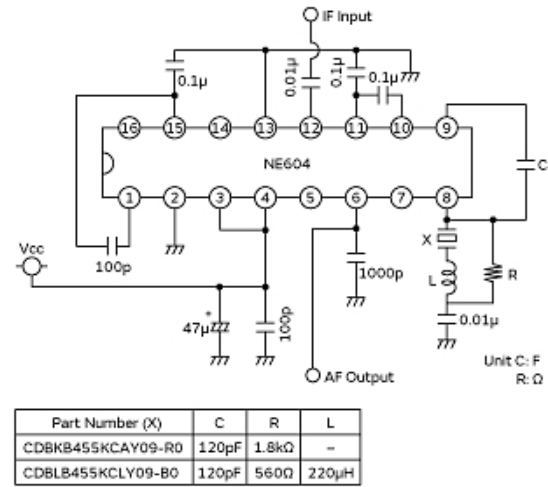 IF Input
0.1μ
0.01μ
0.1μ
0.1μ
16 15 14 13 12 11 10 9
NE604
C
1 2 3 4 5 6 7 8
Vcc
100p
X
L
R
1000p
0.01μ
+
47μ
100p
AF Output
Unit C: F
R: Ω
Part Number (X) C R L
CDBKB455KCAY09-R0 120pF 1.8kΩ –
CDBLB455KCLY09-B0 120pF 560Ω 220μH